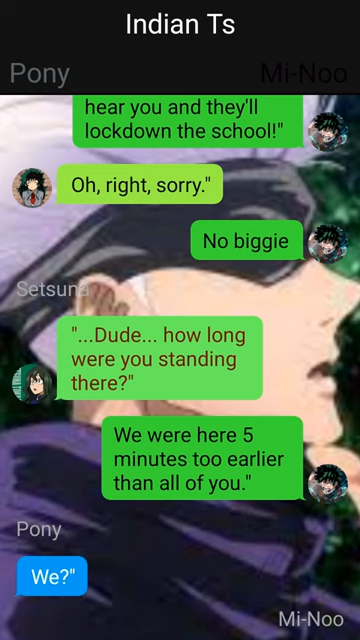 Indian Ts
Pony
Mi-Noo
hear you and they'll
lockdown the school!"
Oh, right, sorry."
No biggie
Setsuna
"...Dude... how long
were you standing
there?"
We were here 5
minutes too earlier
than all of you."
Pony
We?"
Mi-Noo